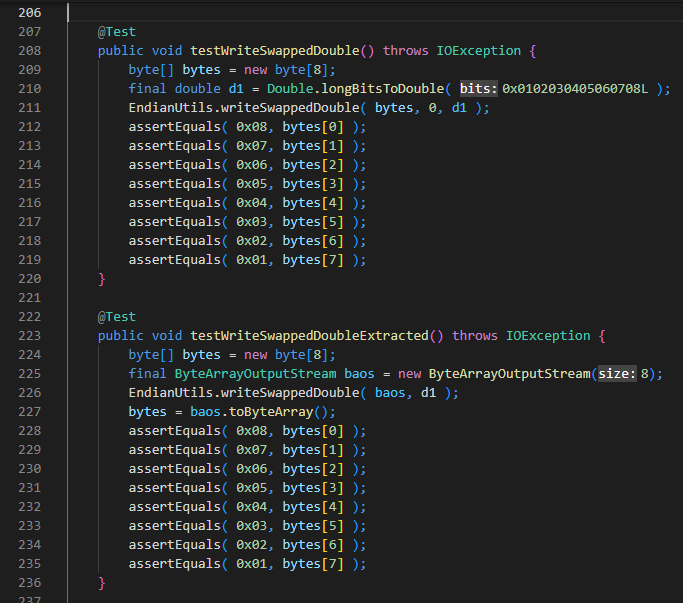 206
207 @Test
208 public void testWriteSwappedDouble() throws IOException {
209 byte[] bytes = new byte[8];
210 final double d1 = Double.longBitsToDouble( bits: 0x0102030405060708L );
211 EndianUtils.writeSwappedDouble( bytes, 0, d1 );
212 assertEquals( 0x08, bytes[0] );
213 assertEquals( 0x07, bytes[1] );
214 assertEquals( 0x06, bytes[2] );
215 assertEquals( 0x05, bytes[3] );
216 assertEquals( 0x04, bytes[4] );
217 assertEquals( 0x03, bytes[5] );
218 assertEquals( 0x02, bytes[6] );
219 assertEquals( 0x01, bytes[7] );
220 }
221
222 @Test
223 public void testWriteSwappedDoubleExtracted() throws IOException {
224 byte[] bytes = new byte[8];
225 final ByteArrayOutputStream baos = new ByteArrayOutputStream(size: 8);
226 EndianUtils.writeSwappedDouble( baos, d1 );
227 bytes = baos.toByteArray();
228 assertEquals( 0x08, bytes[0] );
229 assertEquals( 0x07, bytes[1] );
230 assertEquals( 0x06, bytes[2] );
231 assertEquals( 0x05, bytes[3] );
232 assertEquals( 0x04, bytes[4] );
233 assertEquals( 0x03, bytes[5] );
234 assertEquals( 0x02, bytes[6] );
235 assertEquals( 0x01, bytes[7] );
236 }
237